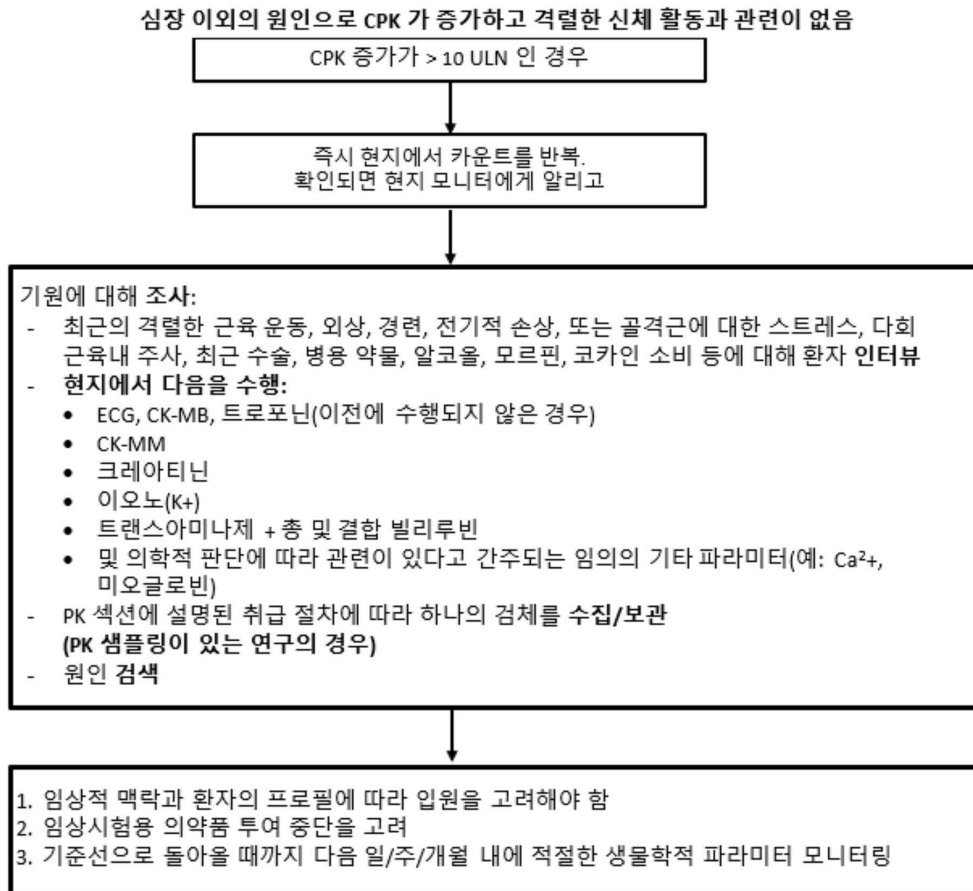 심장 이외의 원인으로 CPK 가 증가하고 격렬한 신체 활동과 관련이 없음
CPK 증가가 > 10 ULN 인 경우
즉시 현지에서 카운트를 반복.
확인되면 현지 모니터에게 알리고
기원에 대해 조사:
- 최근의 격렬한 근육 운동, 외상, 경련, 전기적 손상, 또는 골격근에 대한 스트레스, 다회
근육내 주사, 최근 수술, 병용 약물, 알코올, 모르핀, 코카인 소비 등에 대해 환자 인터뷰
- 현지에서 다음을 수행:
• ECG, CK-MB, 트로포닌(이전에 수행되지 않은 경우)
• CK-MM
• 크레아티닌
• 이오노(K+)
• 트랜스아미나제 + 총 및 결합 빌리루빈
• 및 의학적 판단에 따라 관련이 있다고 간주되는 임의의 기타 파라미터(예: Ca²+,
미오글로빈)
- PK 섹션에 설명된 취급 절차에 따라 하나의 검체를 수집/보관
(PK 샘플링이 있는 연구의 경우)
- 원인 검색
1. 임상적 맥락과 환자의 프로필에 따라 입원을 고려해야 함
2. 임상시험용 의약품 투여 중단을 고려
3. 기준선으로 돌아올 때까지 다음 일/주/개월 내에 적절한 생물학적 파라미터 모니터링